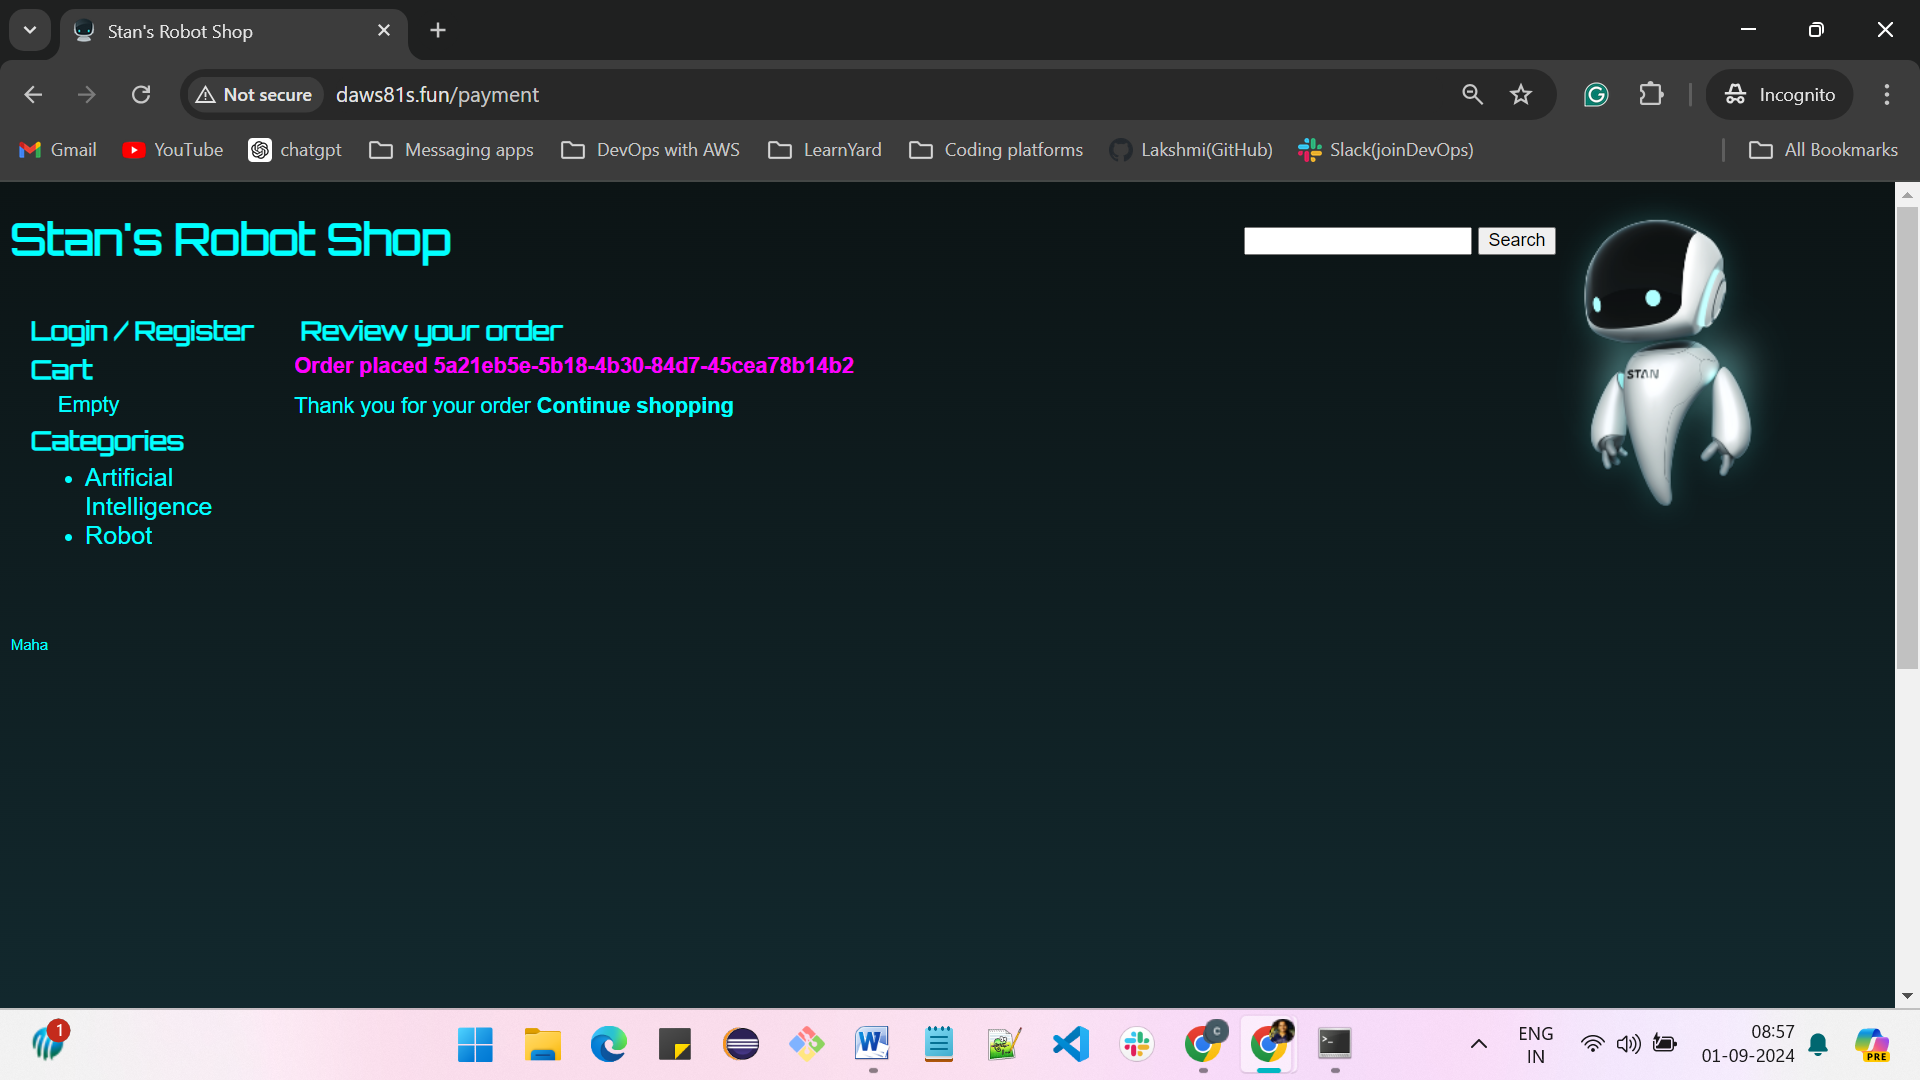 Stan's Robot Shop
Not secure
daws81s.fun/payment
Incognito
Gmail
YouTube
chatgpt
Messaging apps
DevOps with AWS
LearnYard
Coding platforms
Lakshmi(GitHub)
Slack(joinDevOps)
All Bookmarks
Stan's Robot Shop
Search
STAN
Login / Register
Cart
Empty
Categories
Artificial
Intelligence
Robot
Review your order
Order placed 5a21eb5e-5b18-4b30-84d7-45cea78b14b2
Thank you for your order Continue shopping
Maha
1
C
ENG
IN
08:57
01-09-2024
PRE